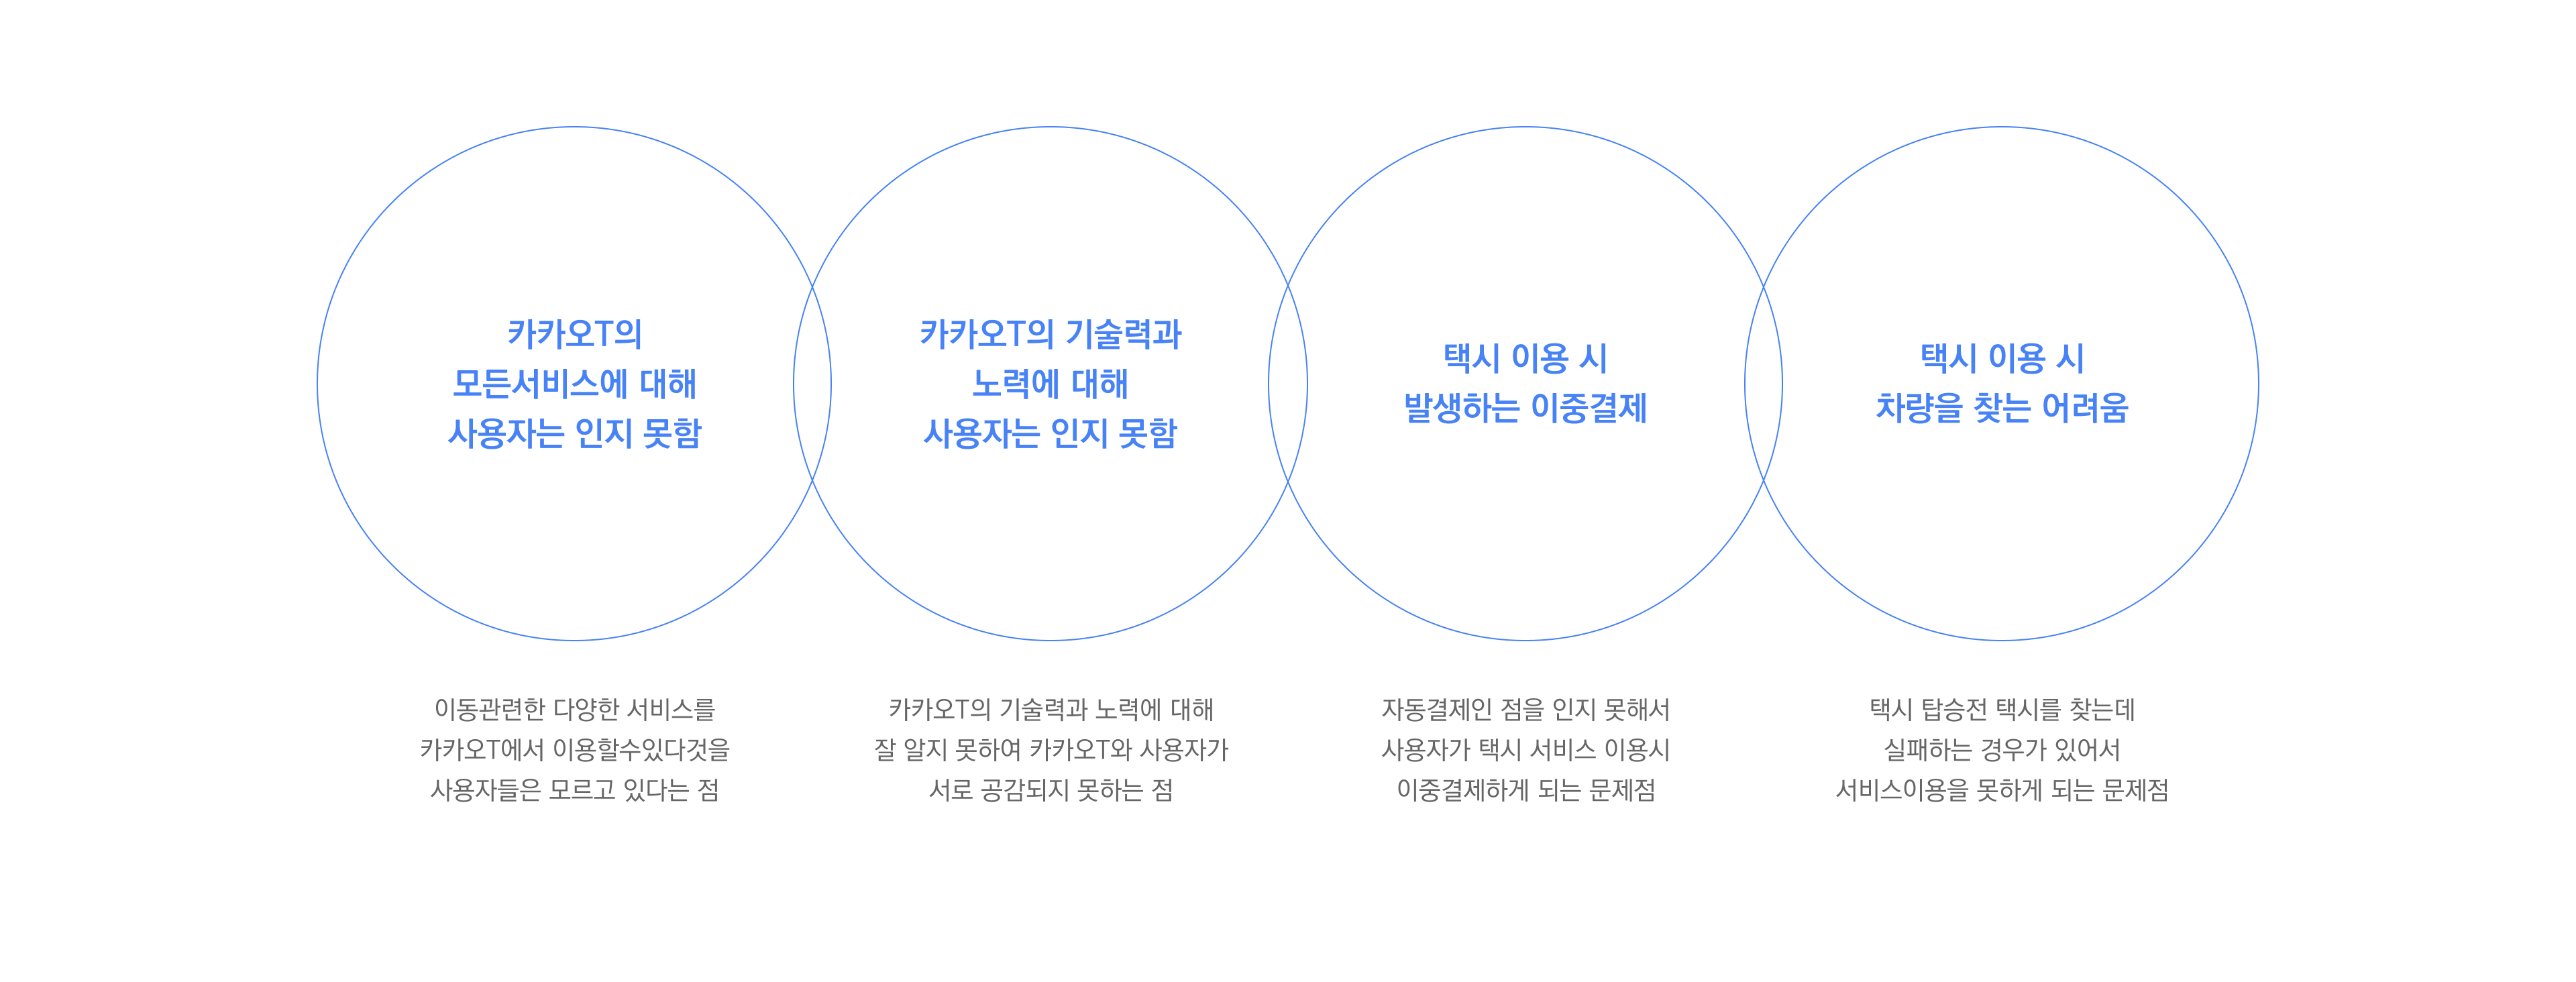 카카오T의
모든서비스에 대해
사용자는 인지 못함
카카오T의 기술력과
노력에 대해
사용자는 인지 못함
택시 이용 시
발생하는 이중결제
택시 이용 시
차량을 찾는 어려움
이동관련한 다양한 서비스를
카카오T에서 이용할수있다것을
사용자들은 모르고 있다는 점
카카오T의 기술력과 노력에 대해
잘 알지 못하여 카카오T와 사용자가
서로 공감되지 못하는 점
자동결제인 점을 인지 못해서
사용자가 택시 서비스 이용시
이중결제하게 되는 문제점
택시 탑승전 택시를 찾는데
실패하는 경우가 있어서
서비스이용을 못하게 되는 문제점